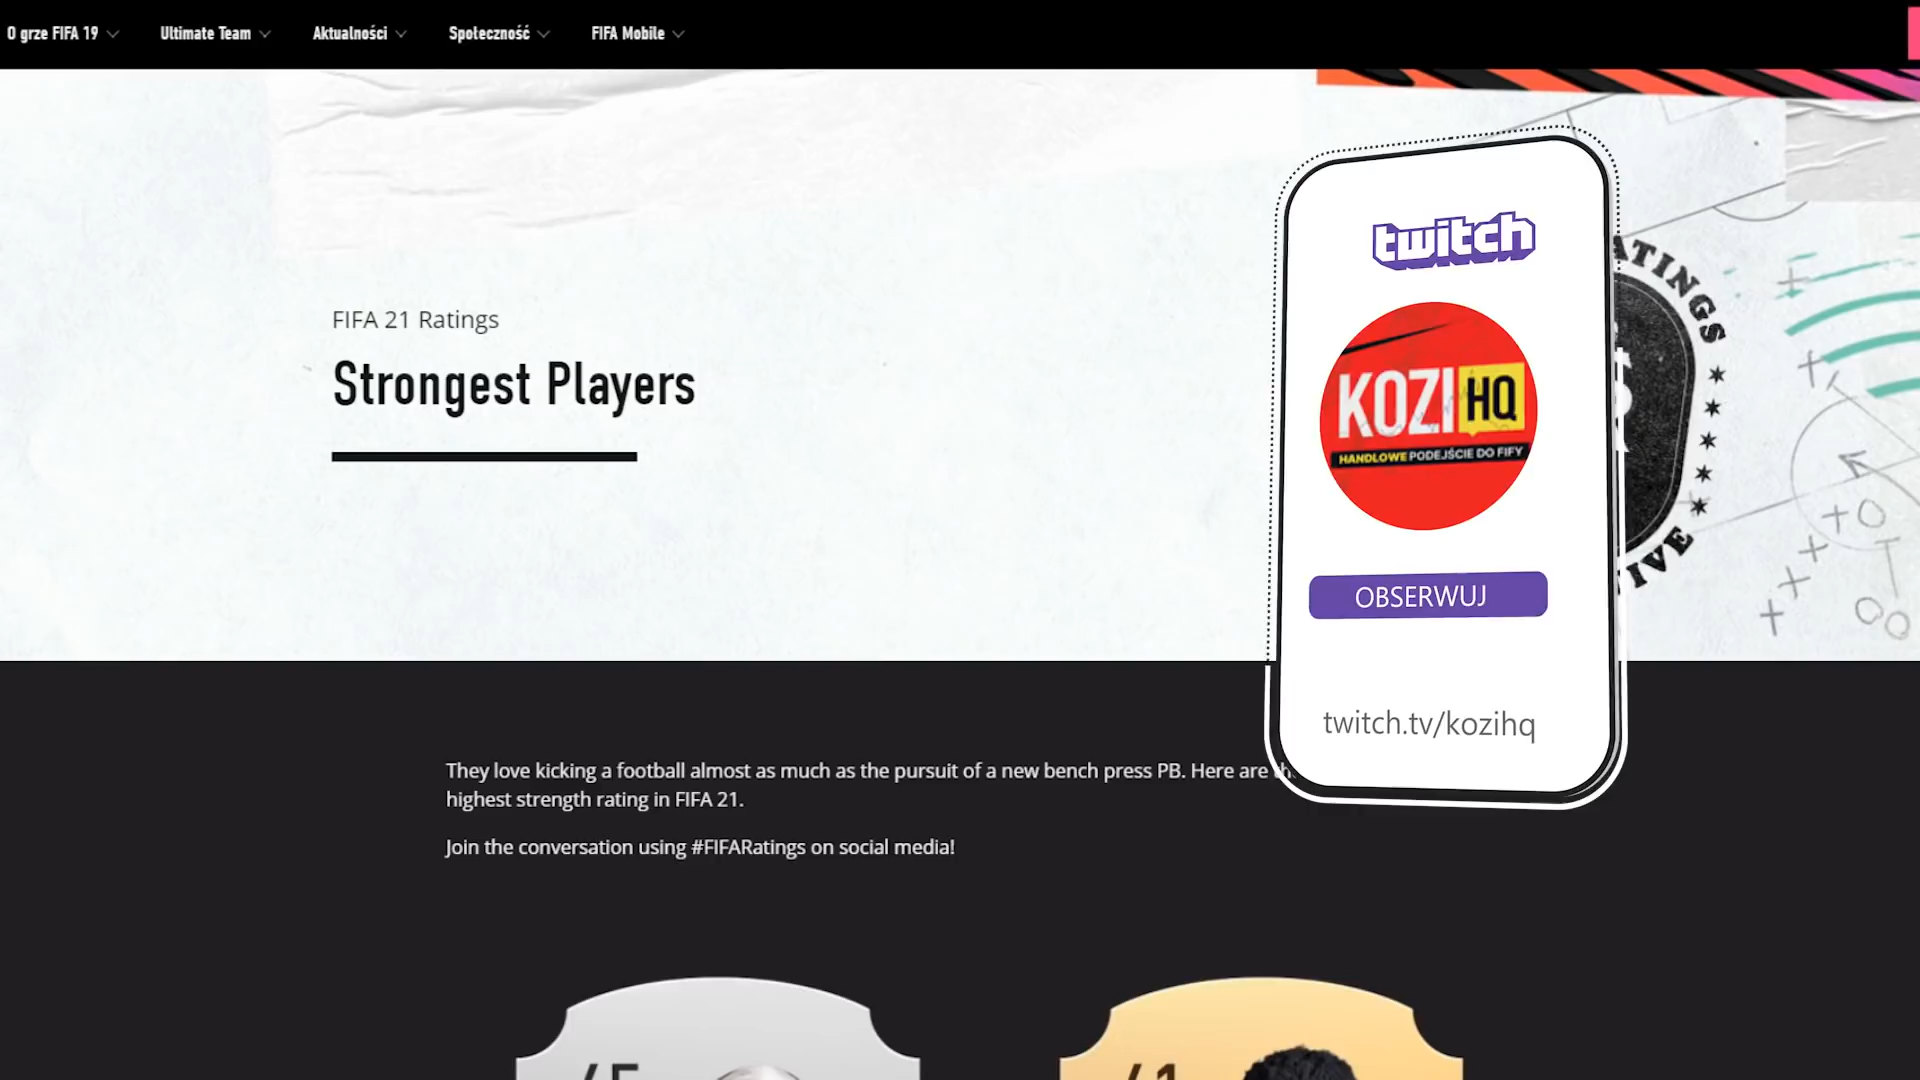 O grze FIFA 19
Ultimate Team
Aktualności
Społeczność
FIFA Mobile
FIFA 21 Ratings
Strongest Players
twitch
KOZI HQ
HANDLOWE PODEJŚCIE DO FIFY
OBSERWUJ
twitch.tv/kozihq
They love kicking a football almost as much as the pursuit of a new bench press PB. Here are
highest strength rating in FIFA 21.
Join the conversation using #FIFARatings on social media!